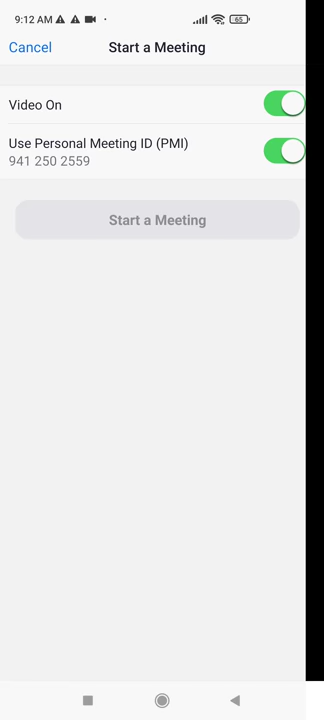 9:12 AM
65
Cancel
Start a Meeting
Video On
Use Personal Meeting ID (PMI)
941 250 2559
Start a Meeting